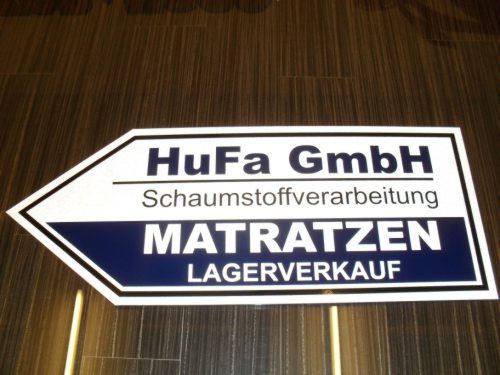 HuFa GmbH
Schaumstoffverarbeitung
MATRATZEN
LAGERVERKAUF